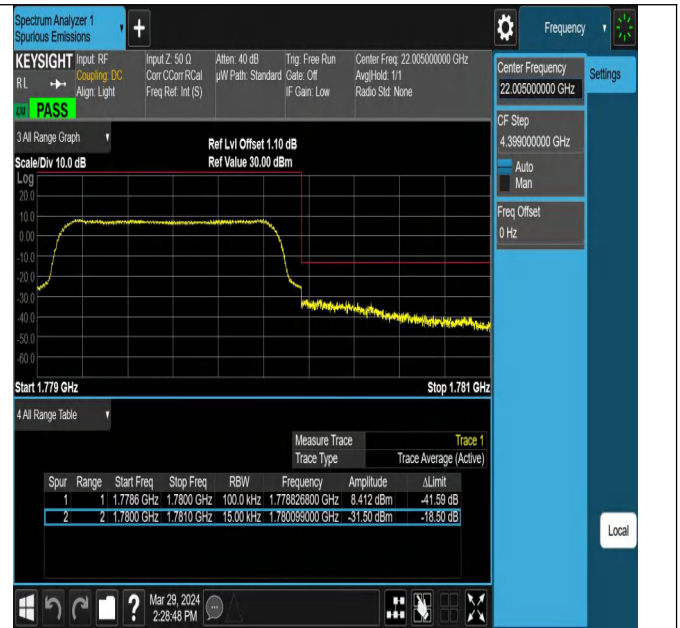 Spectrum Analyzer 1
Spurious Emissions
Frequency
KEYSIGHT
Input: RF
Coupling: DC
Align: Light
Input Z: 50 Ω
Corr CCorr RCal
Freq Ref: Int (S)
Atten: 40 dB
µW Path: Standard
Trig: Free Run
Gate: Off
IF Gain: Low
Center Freq: 22.005000000 GHz
Avg|Hold: 1/1
Radio Std: None
RL
PASS
Center Frequency
22.005000000 GHz
Settings
CF Step
4.399000000 GHz
Auto
Man
Freq Offset
0 Hz
3 All Range Graph
Ref Lvl Offset 1.10 dB
Scale/Div 10.0 dB
Ref Value 30.00 dBm
Log
20.0
10.0
0.00
-10.0
-20.0
-30.0
-40.0
-50.0
-60.0
Start 1.779 GHz
Stop 1.781 GHz
4 All Range Table
Measure Trace Trace 1
Trace Type Trace Average (Active)
Spur Range Start Freq Stop Freq RBW Frequency Amplitude ΔLimit
1 1 1.7786 GHz 1.7800 GHz 100.0 kHz 1.778826800 GHz 8.412 dBm -41.59 dB
2 2 1.7800 GHz 1.7810 GHz 15.00 kHz 1.780099000 GHz -31.50 dBm -18.50 dB
Local
Mar 29, 2024
2:28:48 PM